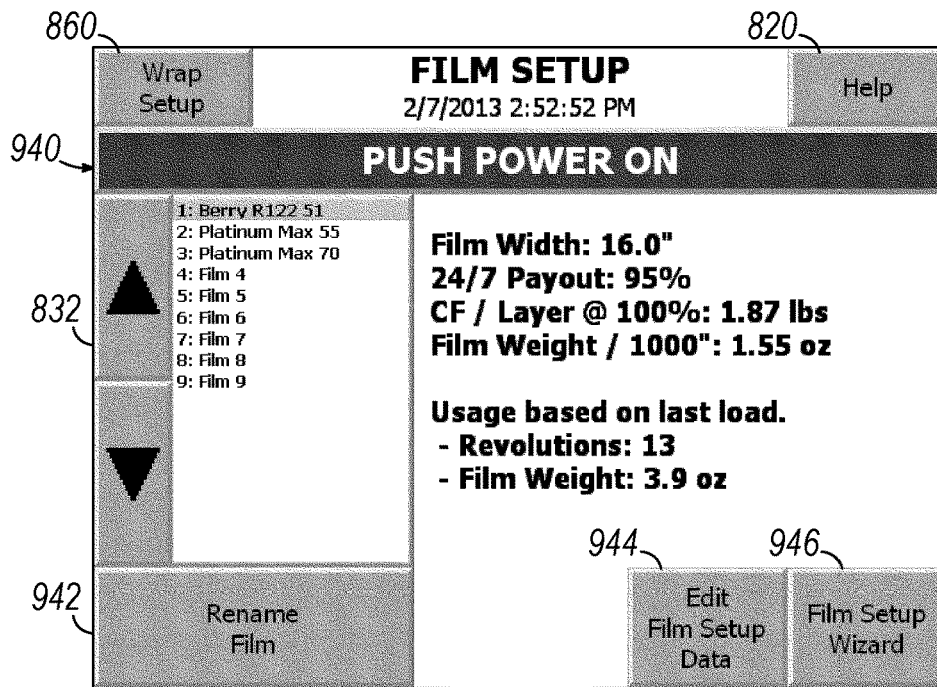 860
820
Wrap
Setup
FILM SETUP
2/7/2013 2:52:52 PM
Help
940
PUSH POWER ON
1: Berry R122 51
2: Platinum Max 55
3: Platinum Max 70
4: Film 4
5: Film 5
6: Film 6
7: Film 7
8: Film 8
9: Film 9
832
Film Width: 16.0"
24/7 Payout: 95%
CF / Layer @ 100%: 1.87 lbs
Film Weight / 1000": 1.55 oz
Usage based on last load.
- Revolutions: 13
- Film Weight: 3.9 oz
944
946
942
Rename
Film
Edit
Film Setup
Data
Film Setup
Wizard